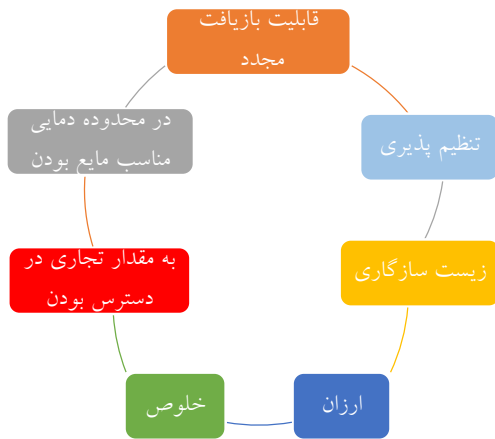 قابلیت بازیافت
مجدد
تنظیم پذیری
زیست سازگاری
ارزان
خلوص
به مقدار تجاری در
دسترس بودن
در محدوده دمایی
مناسب مایع بودن